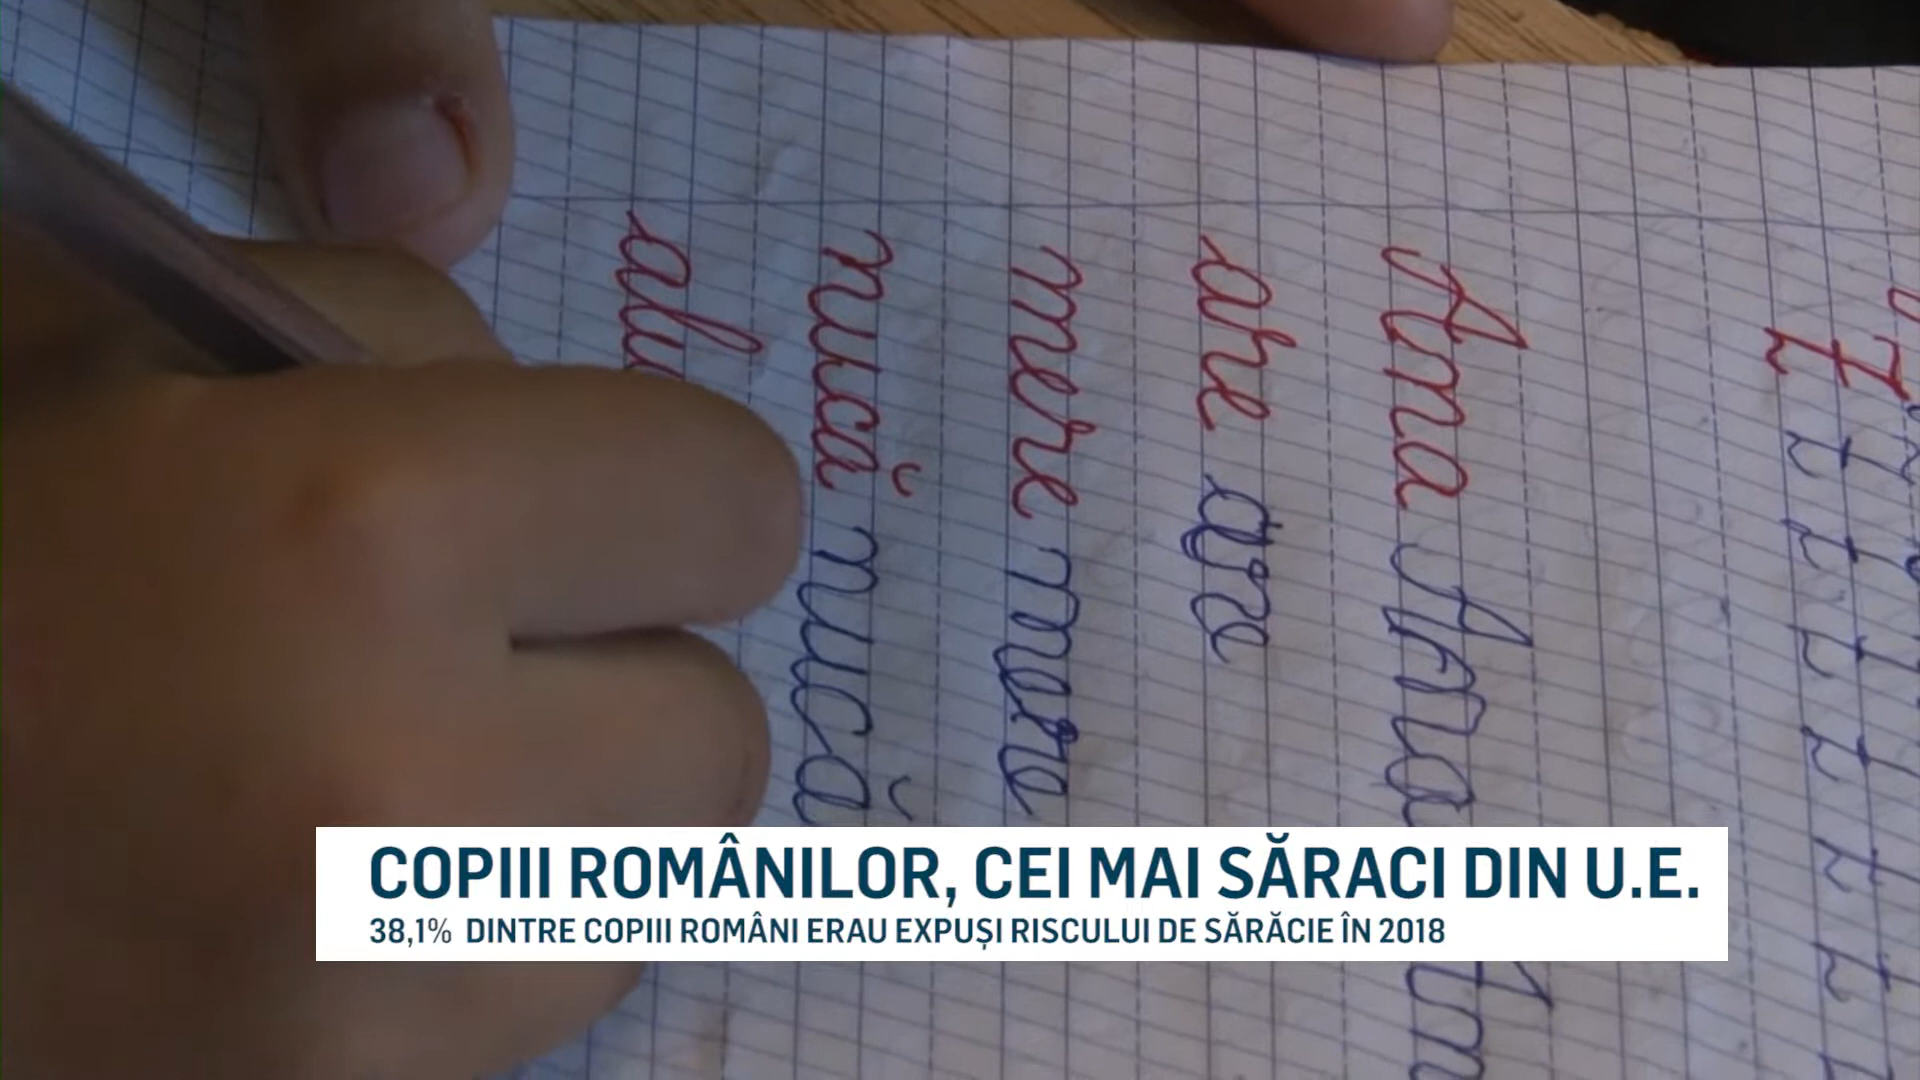 Ana Ana
are are
mere mere
nucă nucă
COPIII ROMÂNILOR, CEI MAI SĂRACI DIN U.E.
38,1% DINTRE COPIII ROMÂNI ERAU EXPUȘI RISCULUI DE SĂRĂCIE ÎN 2018